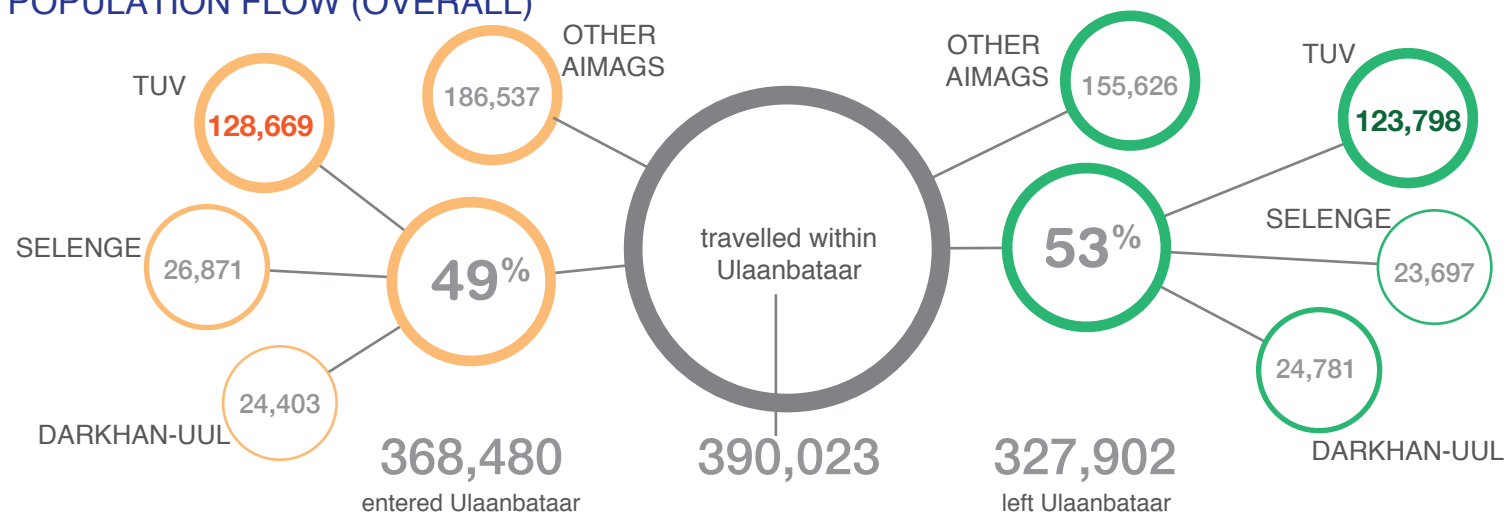 POPULATION FLOW (OVERALL)
TUV
128,669
OTHER
AIMAGS
186,537
SELENGE
26,871
49%
DARKHAN-UUL
24,403
368,480
entered Ulaanbataar
travelled within
Ulaanbataar
390,023
OTHER
AIMAGS
155,626
TUV
123,798
53%
SELENGE
23,697
24,781
DARKHAN-UUL
327,902
left Ulaanbataar